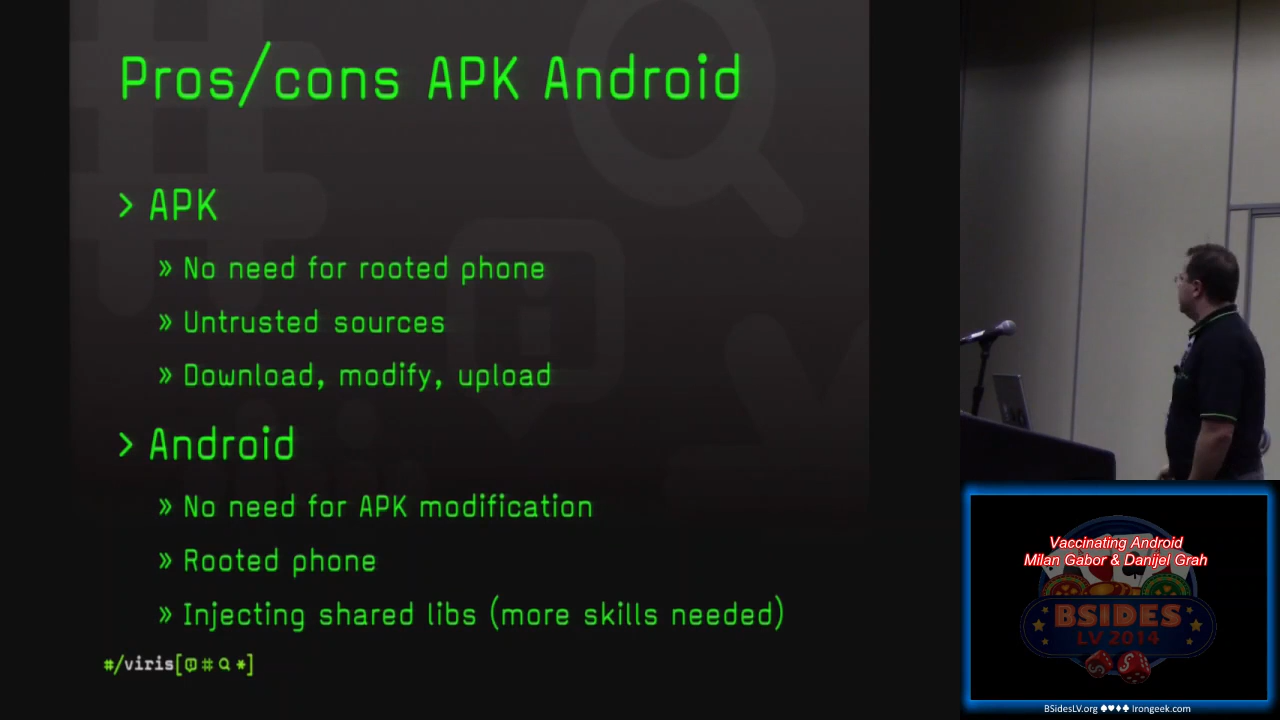 Pros/cons APK Android
> APK
» No need for rooted phone
» Untrusted sources
» Download, modify, upload
> Android
» No need for APK modification
» Rooted phone
» Injecting shared libs (more skills needed)
#/viris[
Vaccinating Android
Milan Gabor & Danijel Grah
BSIDES
LV 2014
BSidesLV.org ♠♥♦♣ Irongeek.com